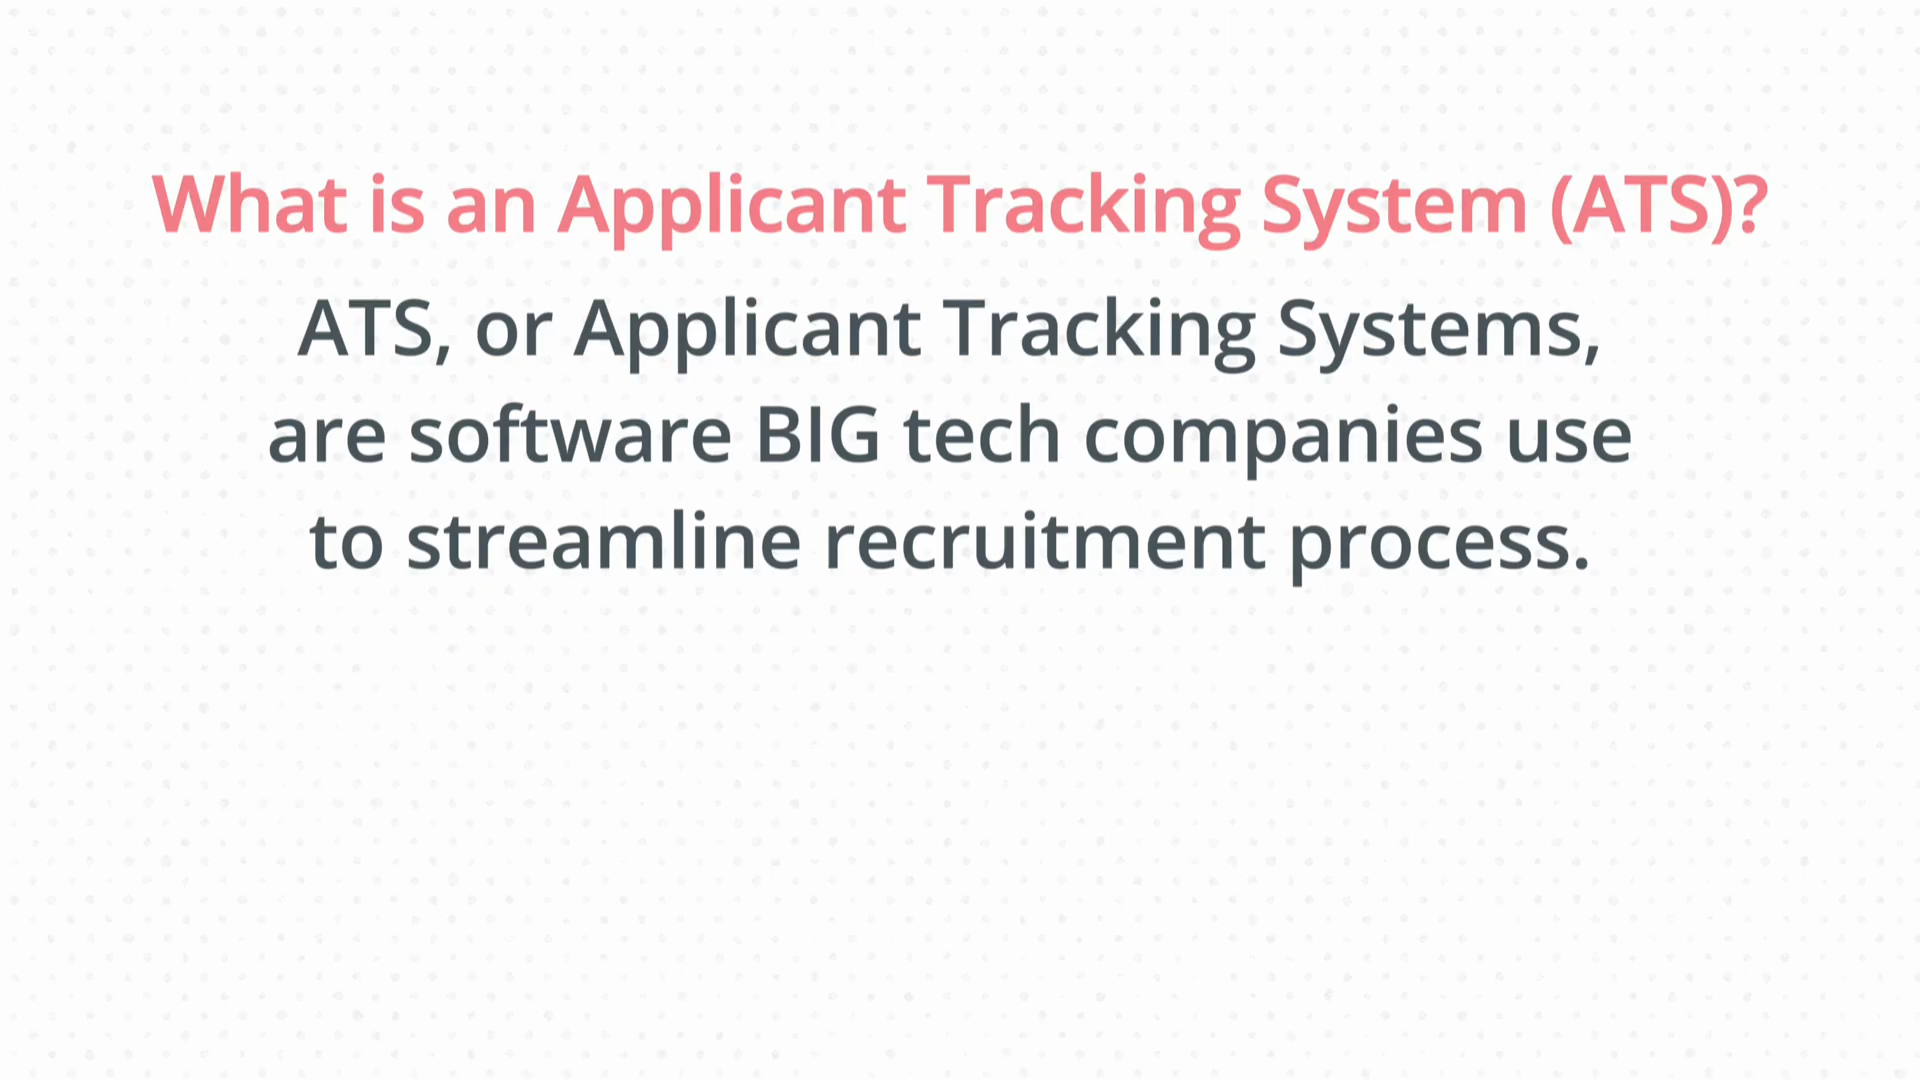 What is an Applicant Tracking System (ATS)?
ATS, or Applicant Tracking Systems,
are software BIG tech companies use
to streamline recruitment process.